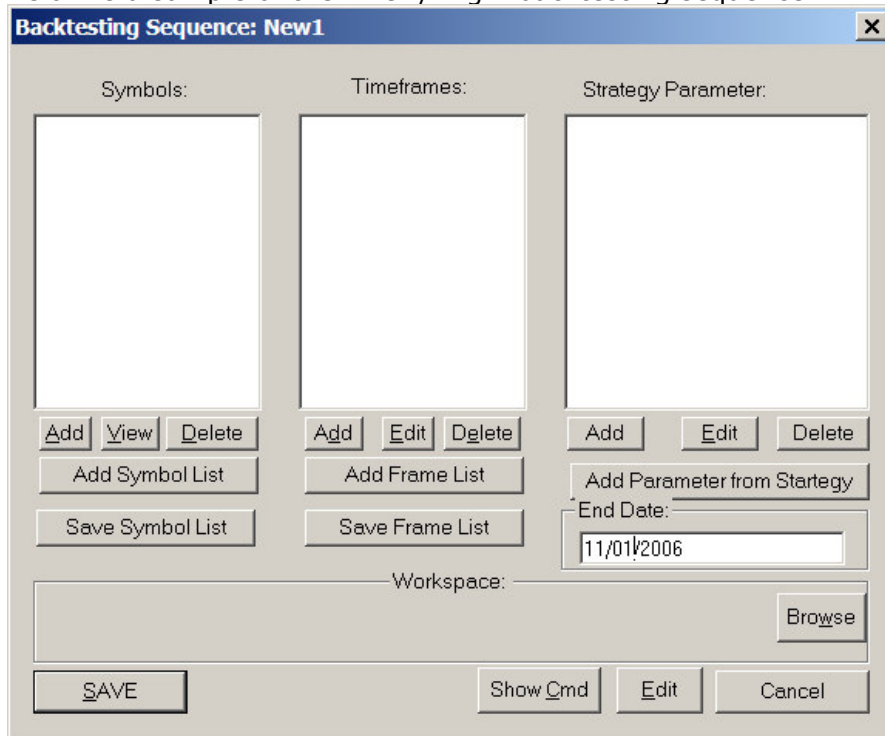 Backtesting Sequence: New1
Symbols:
Timeframes:
Strategy Parameter:
Add View Delete
Add Edit Delete
Add Edit Delete
Add Symbol List
Add Frame List
Add Parameter from Startegy
Save Symbol List
Save Frame List
End Date:
11/01/2006
Workspace:
Browse
SAVE
Show Cmd
Edit
Cancel